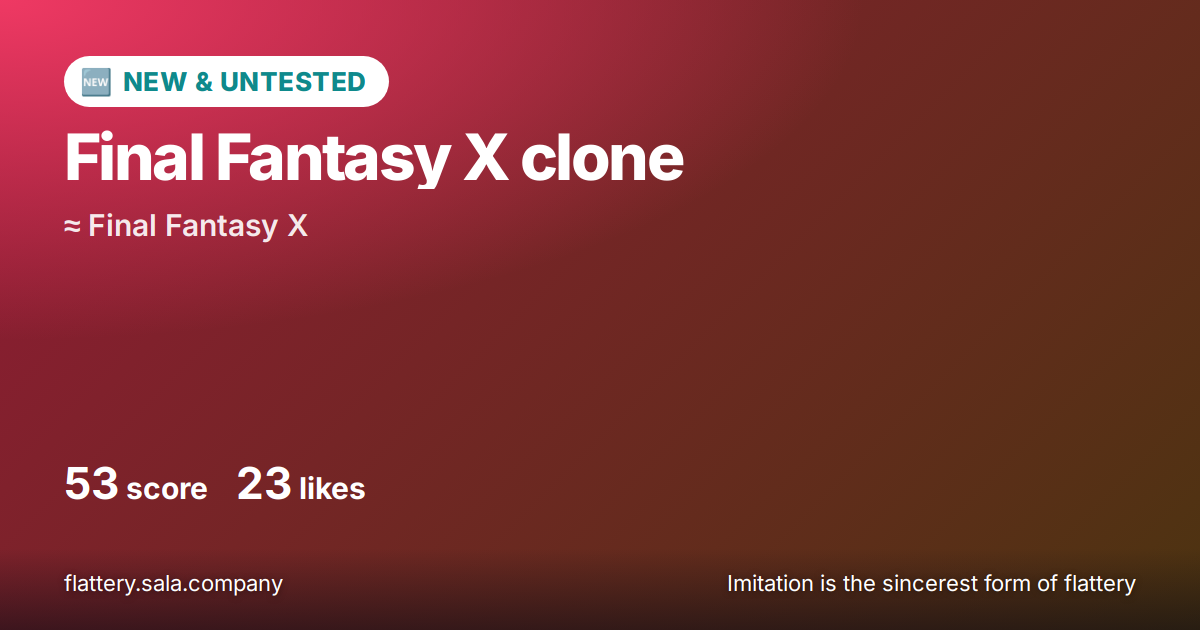 NEW NEW & UNTESTED
Final Fantasy X clone
≈ Final Fantasy X
53 score 23 likes
flattery.sala.company
Imitation is the sincerest form of flattery